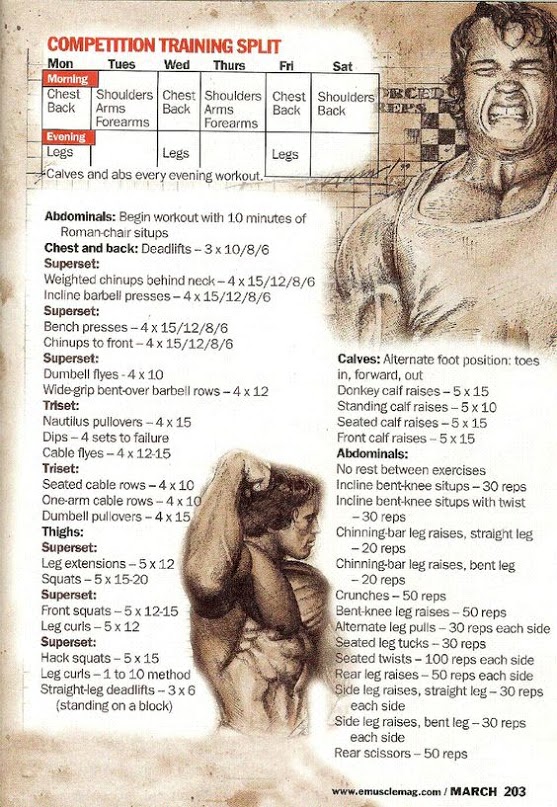 COMPETITION TRAINING SPLIT
Mon Tues Wed Thurs Fri Sat
Morning
Chest Shoulders Chest Shoulders Chest Shoulders
Back Arms Back Arms Back Back
Forearms Forearms
Evening
Legs Legs Legs
Calves and abs every evening workout.
FORCED
REPS
Abdominals: Begin workout with 10 minutes of
Roman-chair situps
Chest and back: Deadlifts – 3 x 10/8/6
Superset:
Weighted chinups behind neck – 4 x 15/12/8/6
Incline barbell presses – 4 x 15/12/8/6
Superset:
Bench presses – 4 x 15/12/8/6
Chinups to front – 4 x 15/12/8/6
Superset:
Dumbell flyes - 4 x 10
Wide-grip bent-over barbell rows – 4 x 12
Triset:
Nautilus pullovers – 4 x 15
Dips – 4 sets to failure
Cable flyes – 4 x 12-15
Triset:
Seated cable rows – 4 x 10
One-arm cable rows – 4 x 10
Dumbell pullovers – 4 x 15
Thighs:
Superset:
Leg extensions – 5 x 12
Squats – 5 x 15-20
Superset:
Front squats – 5 x 12-15
Leg curls – 5 x 12
Superset:
Hack squats – 5 x 15
Leg curls – 1 to 10 method
Straight-leg deadlifts – 3 x 6
(standing on a block)
Calves: Alternate foot position: toes
in, forward, out
Donkey calf raises – 5 x 15
Standing calf raises – 5 x 10
Seated calf raises – 5 x 15
Front calf raises – 5 x 15
Abdominals:
No rest between exercises
Incline bent-knee situps – 30 reps
Incline bent-knee situps with twist
– 30 reps
Chinning-bar leg raises, straight leg
– 20 reps
Chinning-bar leg raises, bent leg
– 20 reps
Crunches – 50 reps
Bent-knee leg raises – 50 reps
Alternate leg pulls – 30 reps each side
Seated leg tucks – 30 reps
Seated twists – 100 reps each side
Rear leg raises – 50 reps each side
Side leg raises, straight leg – 30 reps
each side
Side leg raises, bent leg – 30 reps
each side
Rear scissors – 50 reps
www.emusclemag.com / MARCH 203